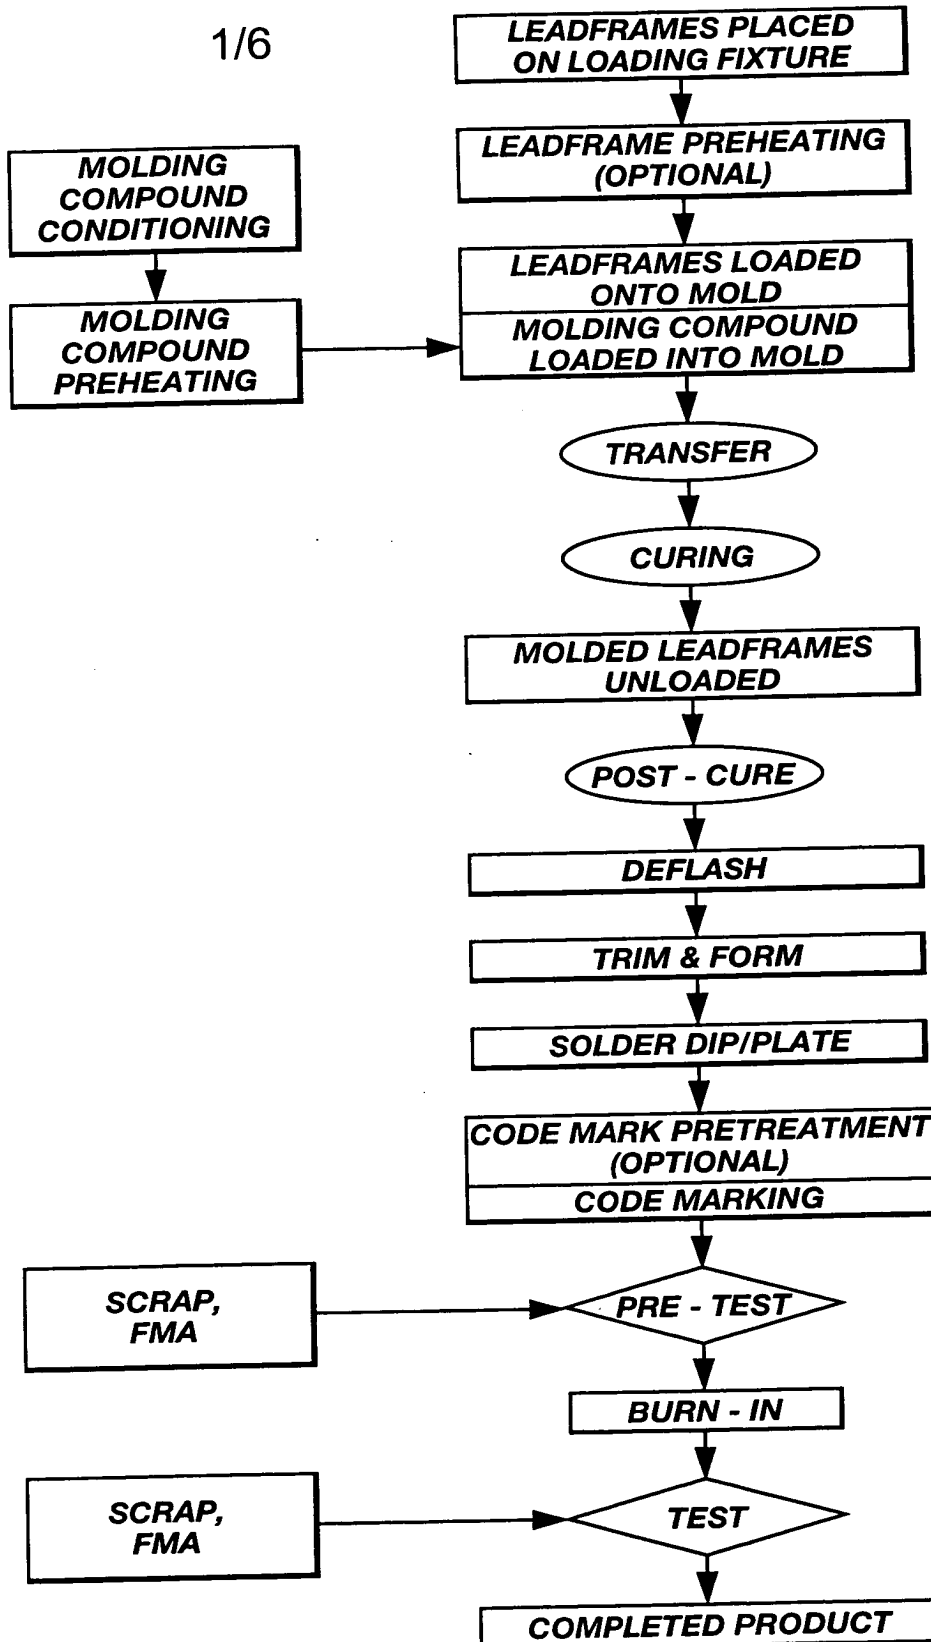 1/6
LEADFRAMES PLACED
ON LOADING FIXTURE
LEADFRAME PREHEATING
(OPTIONAL)
MOLDING
COMPOUND
CONDITIONING
LEADFRAMES LOADED
ONTO MOLD
MOLDING
COMPOUND
PREHEATING
MOLDING COMPOUND
LOADED INTO MOLD
TRANSFER
CURING
MOLDED LEADFRAMES
UNLOADED
POST - CURE
DEFLASH
TRIM & FORM
SOLDER DIP/PLATE
CODE MARK PRETREATMENT
(OPTIONAL)
CODE MARKING
SCRAP,
FMA
PRE - TEST
BURN - IN
SCRAP,
FMA
TEST
COMPLETED PRODUCT